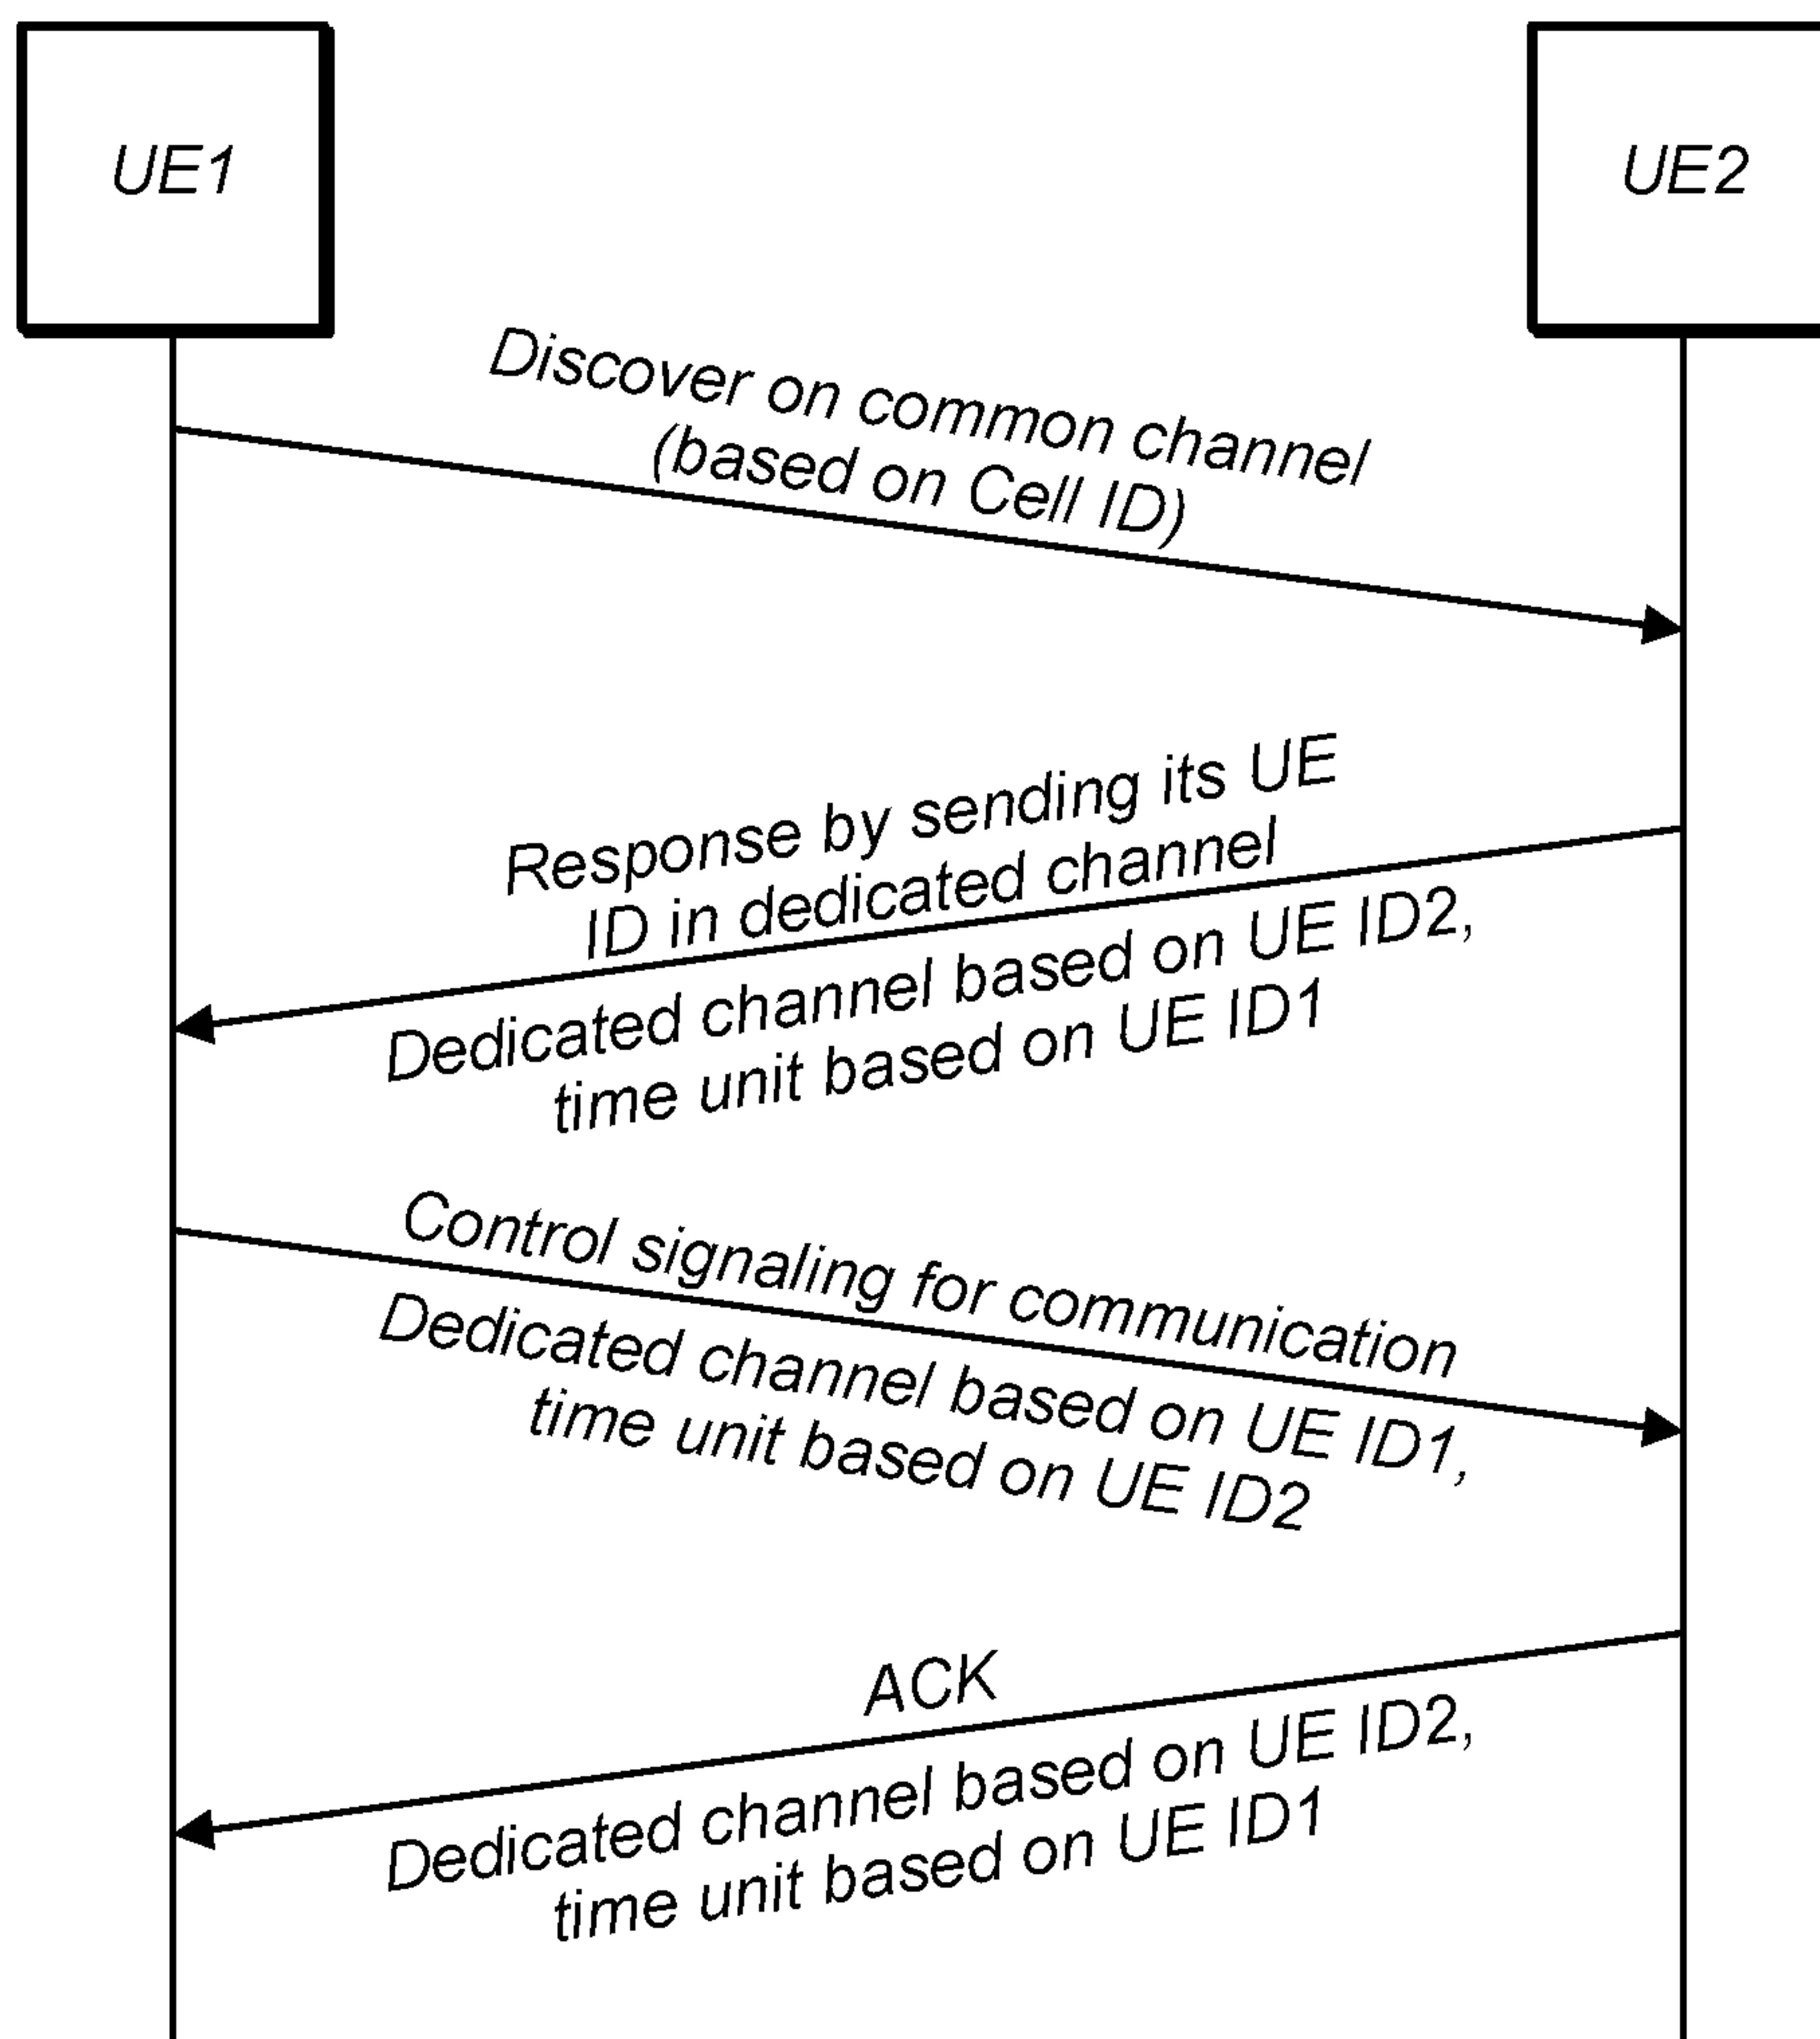 UE1
UE2
Discover on common channel
(based on Cell ID)
Response by sending its UE
ID in dedicated channel
Dedicated channel based on UE ID2,
time unit based on UE ID1
Control signaling for communication
Dedicated channel based on UE ID1,
time unit based on UE ID2
ACK
Dedicated channel based on UE ID2,
time unit based on UE ID1